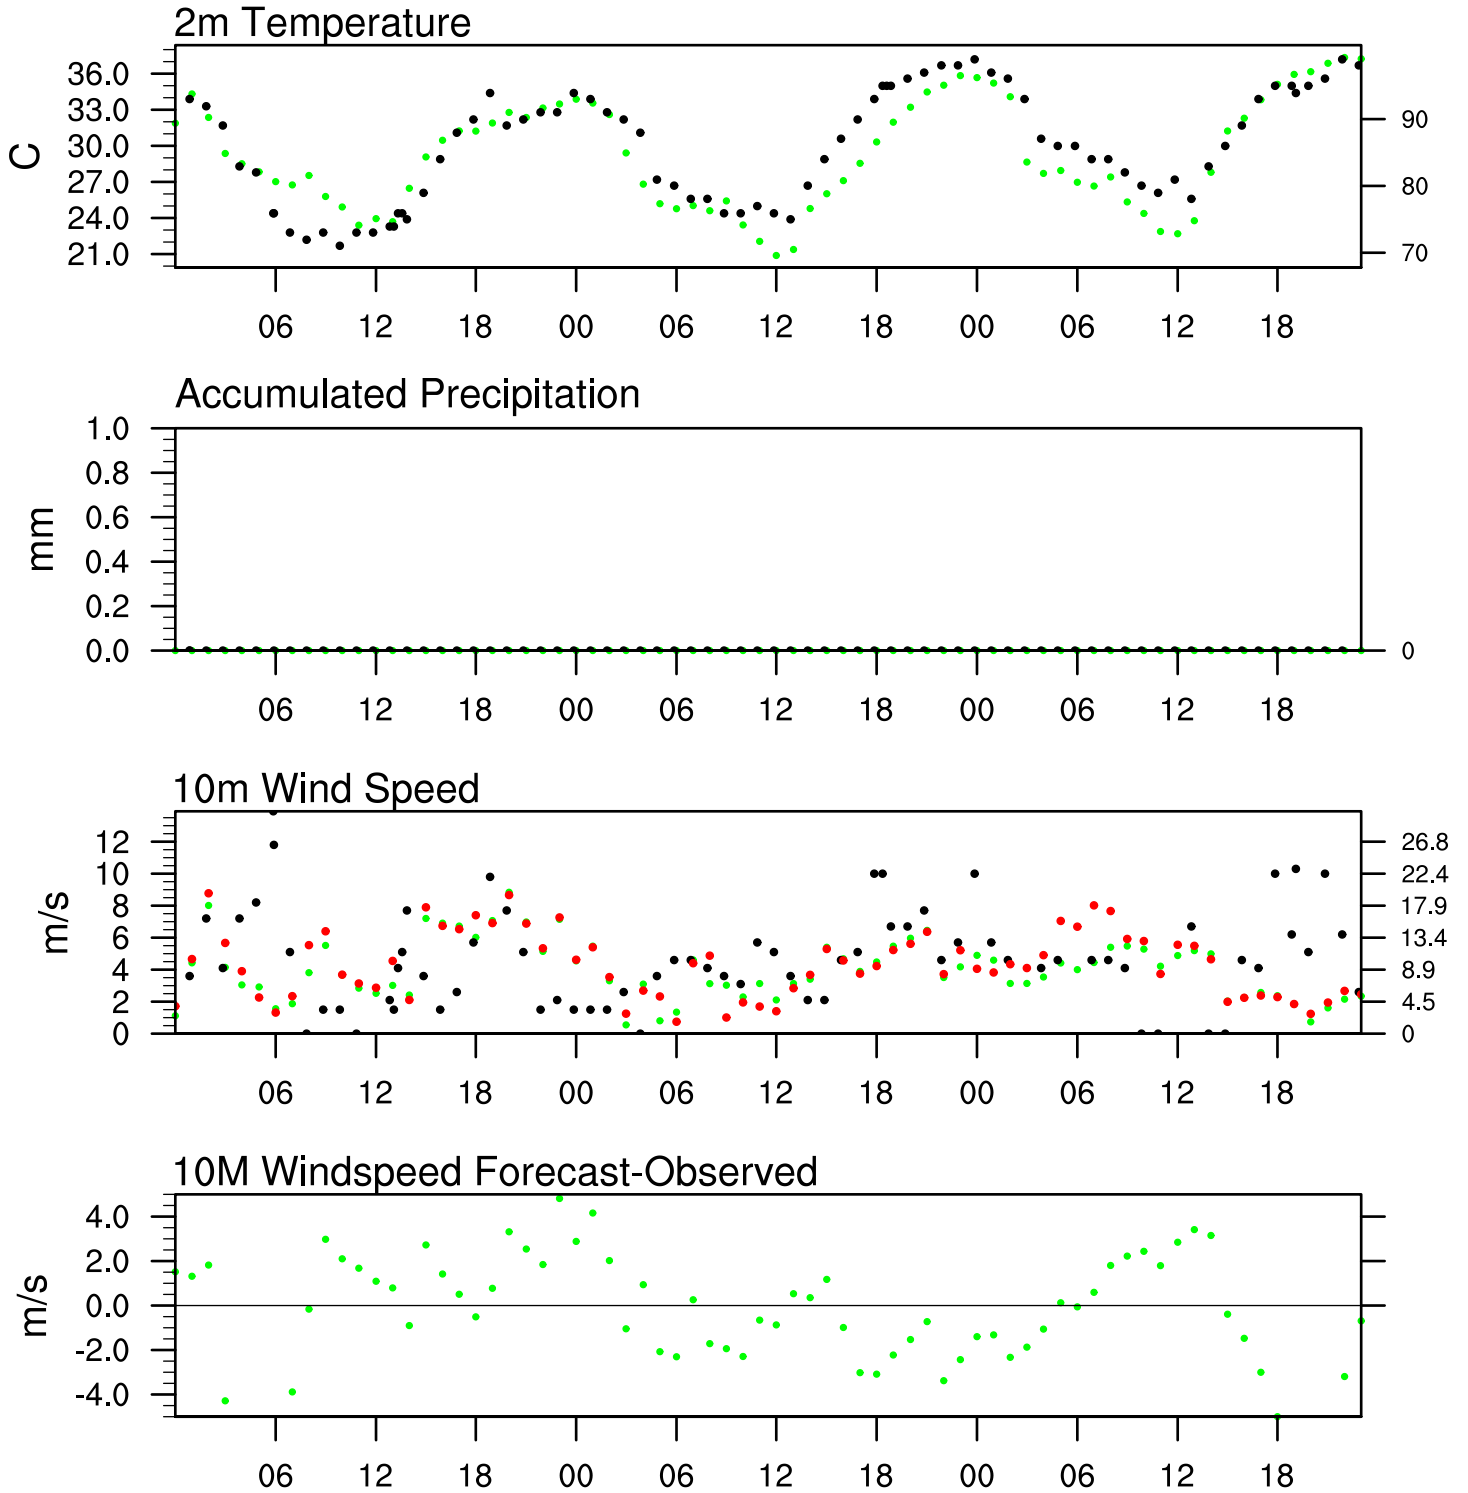 2m Temperature
36.0
33.0
30.0
27.0
24.0
21.0
C
90
80
70
06 12 18 00 06 12 18 00 06 12 18
Accumulated Precipitation
1.0
0.8
0.6
0.4
0.2
0.0
mm
0
06 12 18 00 06 12 18 00 06 12 18
10m Wind Speed
12
10
8
6
4
2
0
m/s
26.8
22.4
17.9
13.4
8.9
4.5
0
06 12 18 00 06 12 18 00 06 12 18
10M Windspeed Forecast-Observed
4.0
2.0
0.0
-2.0
-4.0
m/s
06 12 18 00 06 12 18 00 06 12 18